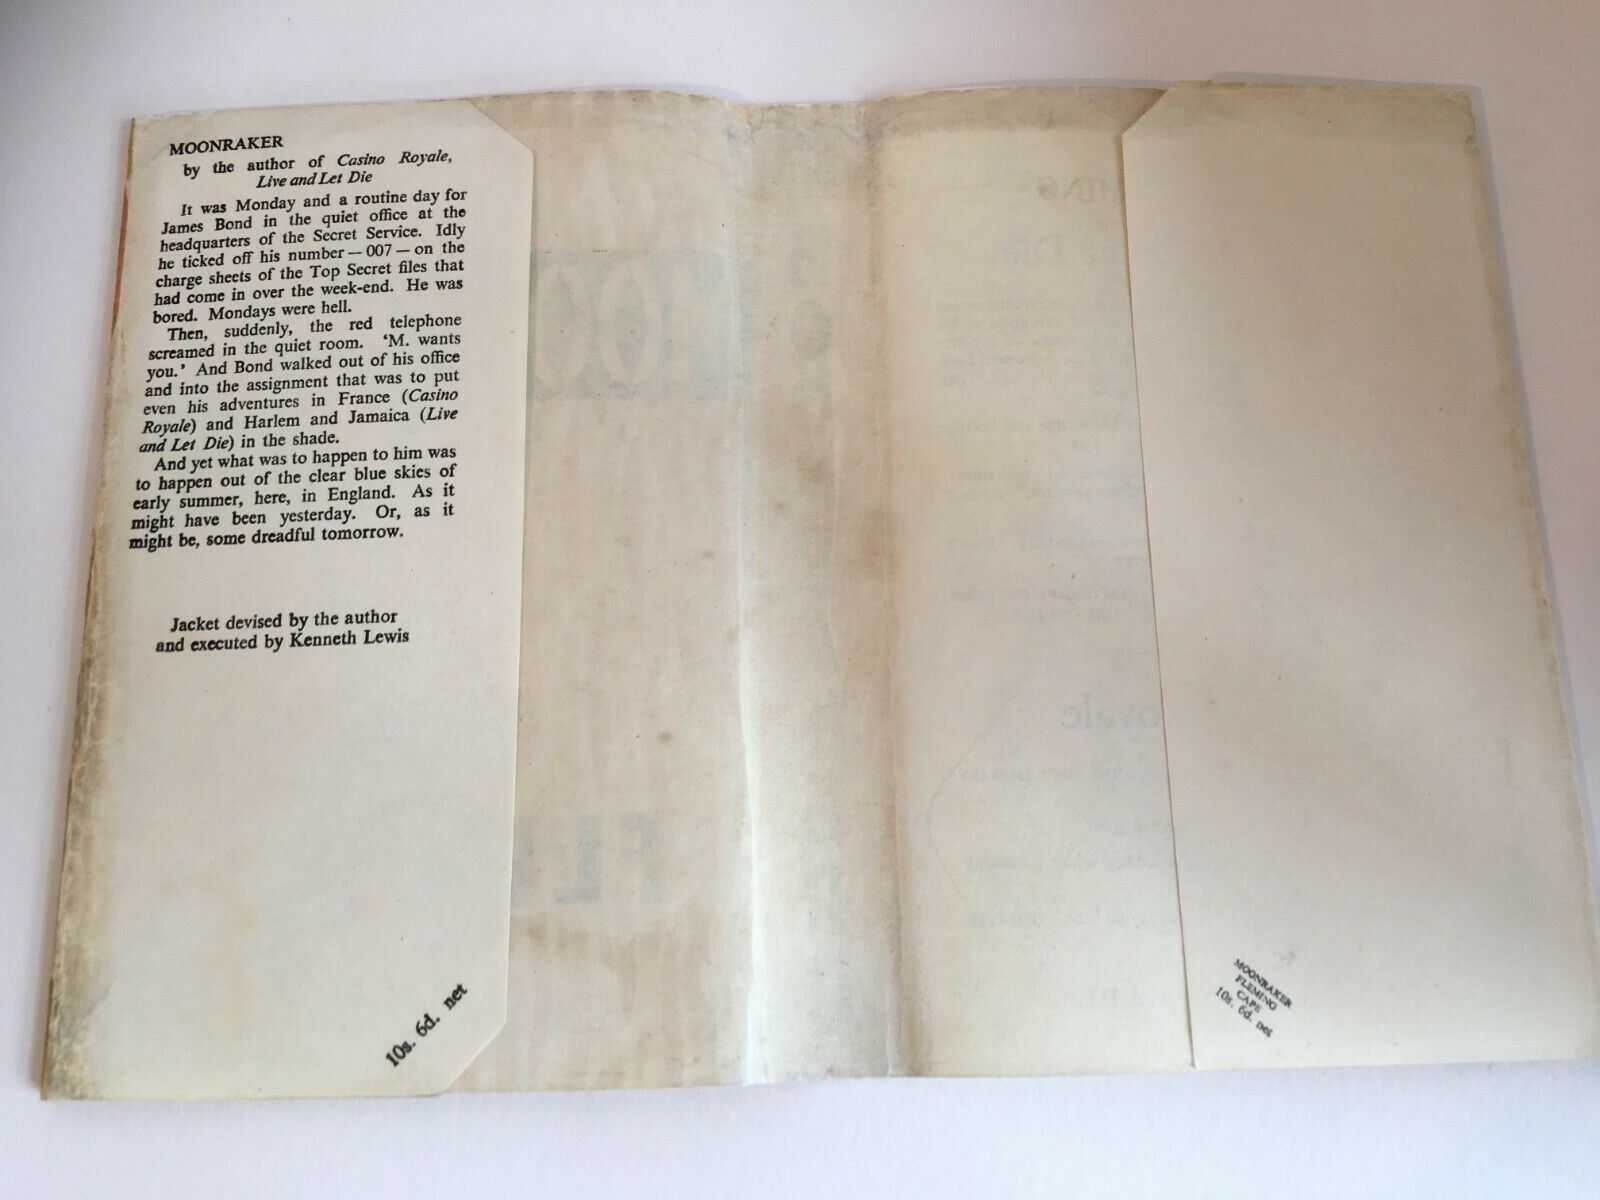 MOONRAKER
by the author of Casino Royale,
Live and Let Die
It was Monday and a routine day for
James Bond in the quiet office at the
headquarters of the Secret Service. Idly
he ticked off his number — 007 — on the
charge sheets of the Top Secret files that
had come in over the week-end. He was
bored. Mondays were hell.
Then, suddenly, the red telephone
screamed in the quiet room. 'M. wants
you.' And Bond walked out of his office
and into the assignment that was to put
even his adventures in France (Casino
Royale) and Harlem and Jamaica (Live
and Let Die) in the shade.
And yet what was to happen to him was
to happen out of the clear blue skies of
early summer, here, in England. As it
might have been yesterday. Or, as it
might be, some dreadful tomorrow.
Jacket devised by the author
and executed by Kenneth Lewis
10s. 6d. net
MOONRAKER
FLEMING
CAPE
10s. 6d. net